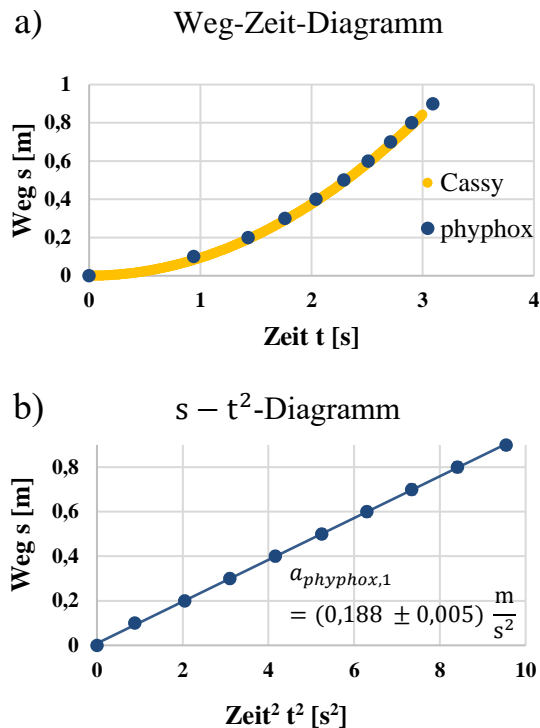 a)
Weg-Zeit-Diagramm
Weg s [m]
1
0,8
0,6
0,4
0,2
0
0 1 2 3 4
Cassy
phyphox
Zeit t [s]
b)
s − t²-Diagramm
Weg s [m]
0,8
0,6
0,4
0,2
0
0 2 4 6 8 10
a_{phyphox,1}
= (0,188 ± 0,005) m/s²
Zeit² t² [s²]